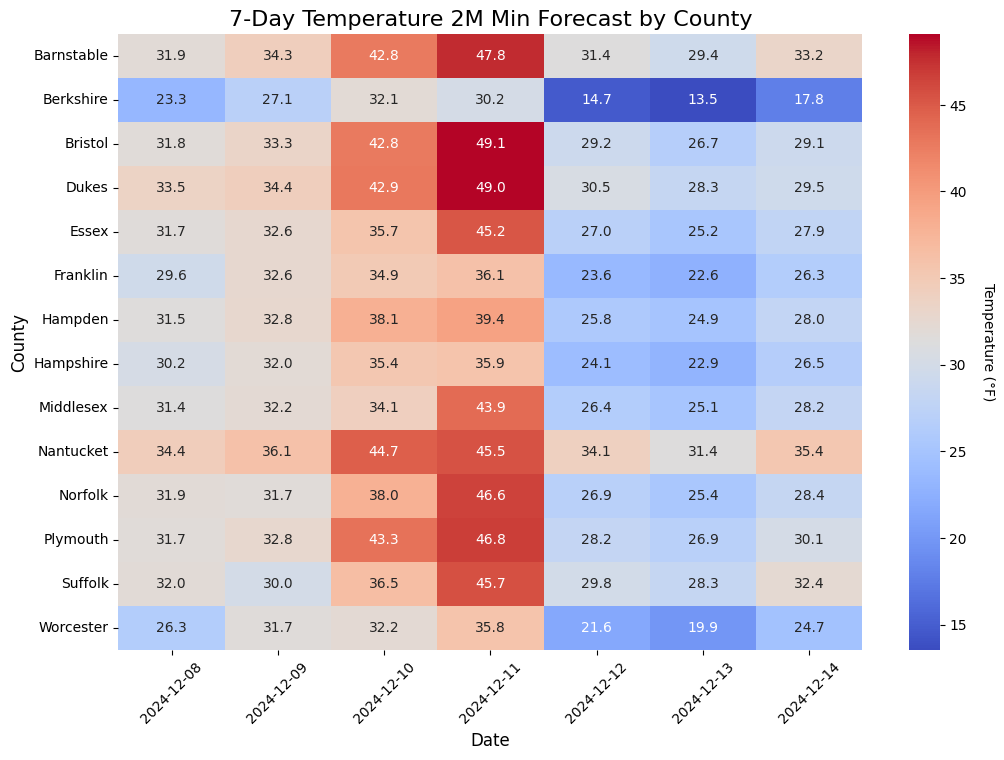 7-Day Temperature 2M Min Forecast by County
Barnstable 31.9 34.3 42.8 47.8 31.4 29.4 33.2
Berkshire 23.3 27.1 32.1 30.2 14.7 13.5 17.8
Bristol 31.8 33.3 42.8 49.1 29.2 26.7 29.1
Dukes 33.5 34.4 42.9 49.0 30.5 28.3 29.5
Essex 31.7 32.6 35.7 45.2 27.0 25.2 27.9
Franklin 29.6 32.6 34.9 36.1 23.6 22.6 26.3
Hampden 31.5 32.8 38.1 39.4 25.8 24.9 28.0
Hampshire 30.2 32.0 35.4 35.9 24.1 22.9 26.5
Middlesex 31.4 32.2 34.1 43.9 26.4 25.1 28.2
Nantucket 34.4 36.1 44.7 45.5 34.1 31.4 35.4
Norfolk 31.9 31.7 38.0 46.6 26.9 25.4 28.4
Plymouth 31.7 32.8 43.3 46.8 28.2 26.9 30.1
Suffolk 32.0 30.0 36.5 45.7 29.8 28.3 32.4
Worcester 26.3 31.7 32.2 35.8 21.6 19.9 24.7
County
2024-12-08 2024-12-09 2024-12-10 2024-12-11 2024-12-12 2024-12-13 2024-12-14
Date
45
40
35
30
25
20
15
Temperature (°F)